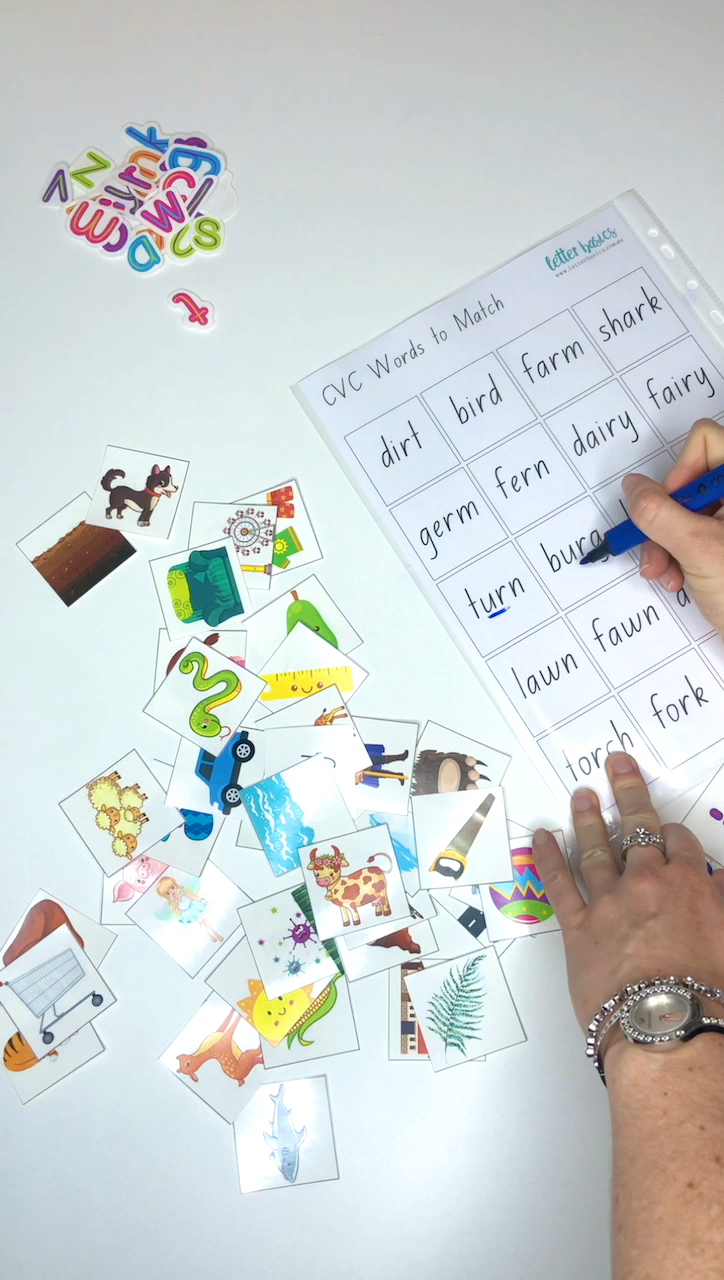 letter basics
www.letterbasics.com.au
CVC Words to Match
dirt bird farm shark
germ fern dairy fairy
turn
lawn fawn
torch fork
z k
m w s
t